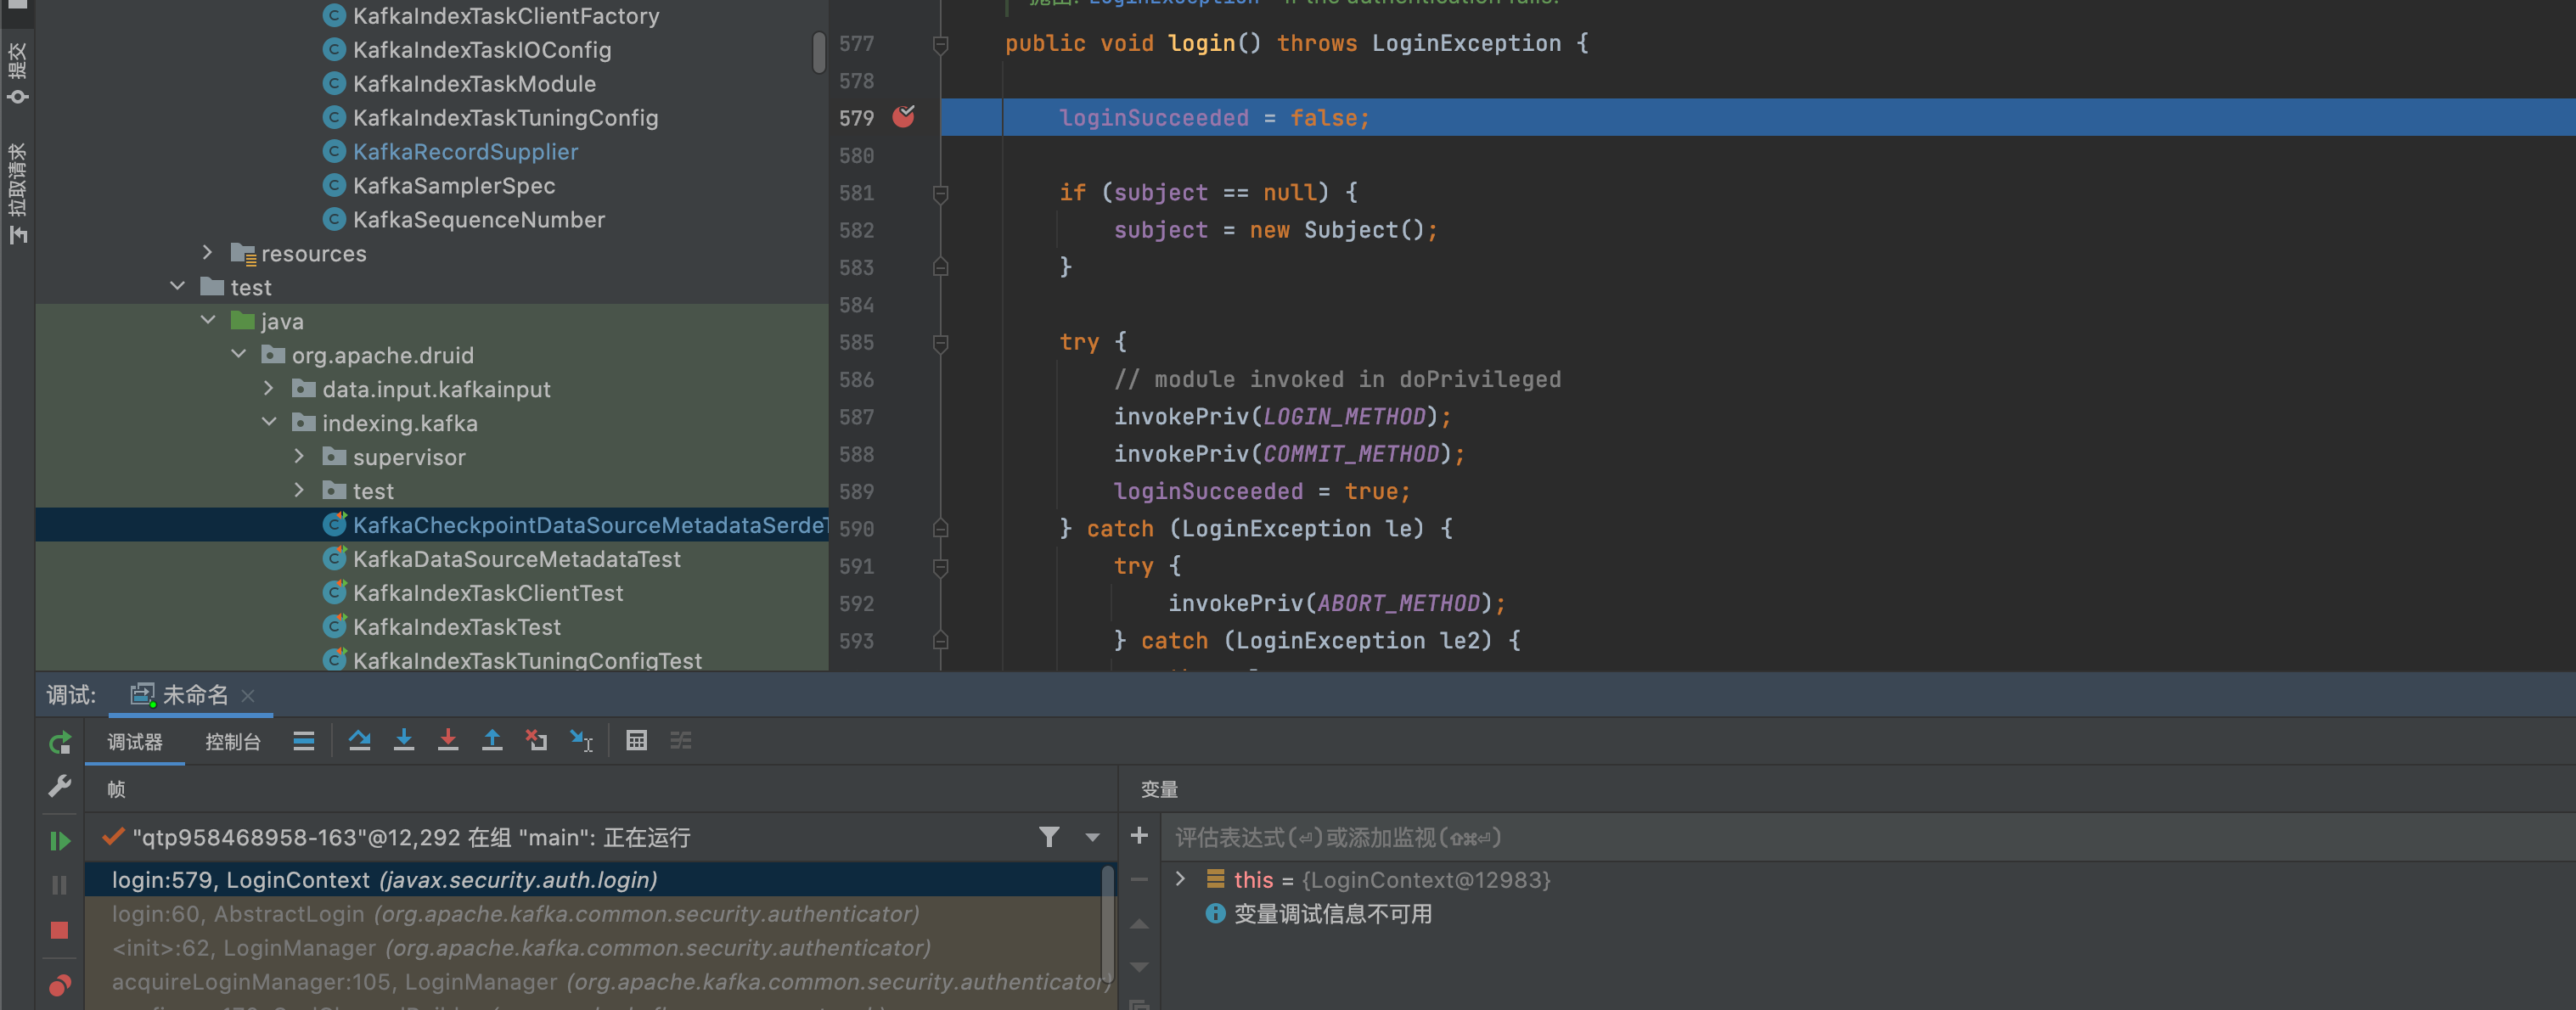 提交
拉取请求
KafkaIndexTaskClientFactory
KafkaIndexTaskIOConfig
KafkaIndexTaskModule
KafkaIndexTaskTuningConfig
KafkaRecordSupplier
KafkaSamplerSpec
KafkaSequenceNumber
resources
test
java
org.apache.druid
data.input.kafkainput
indexing.kafka
supervisor
test
KafkaCheckpointDataSourceMetadataSerdeT
KafkaDataSourceMetadataTest
KafkaIndexTaskClientTest
KafkaIndexTaskTest
KafkaIndexTaskTuningConfigTest
抛出: LoginException – if the authentication fails.
577 public void login() throws LoginException {
578
579 loginSucceeded = false;
580
581 if (subject == null) {
582 subject = new Subject();
583 }
584
585 try {
586 // module invoked in doPrivileged
587 invokePriv(LOGIN_METHOD);
588 invokePriv(COMMIT_METHOD);
589 loginSucceeded = true;
590 } catch (LoginException le) {
591 try {
592 invokePriv(ABORT_METHOD);
593 } catch (LoginException le2) {
调试: 未命名
调试器 控制台
帧
"qtp958468958-163"@12,292 在组 "main": 正在运行
login:579, LoginContext (javax.security.auth.login)
login:60, AbstractLogin (org.apache.kafka.common.security.authenticator)
<init>:62, LoginManager (org.apache.kafka.common.security.authenticator)
acquireLoginManager:105, LoginManager (org.apache.kafka.common.security.authenticator)
变量
评估表达式(⏎)或添加监视(⇧⌘⏎)
this = {LoginContext@12983}
变量调试信息不可用